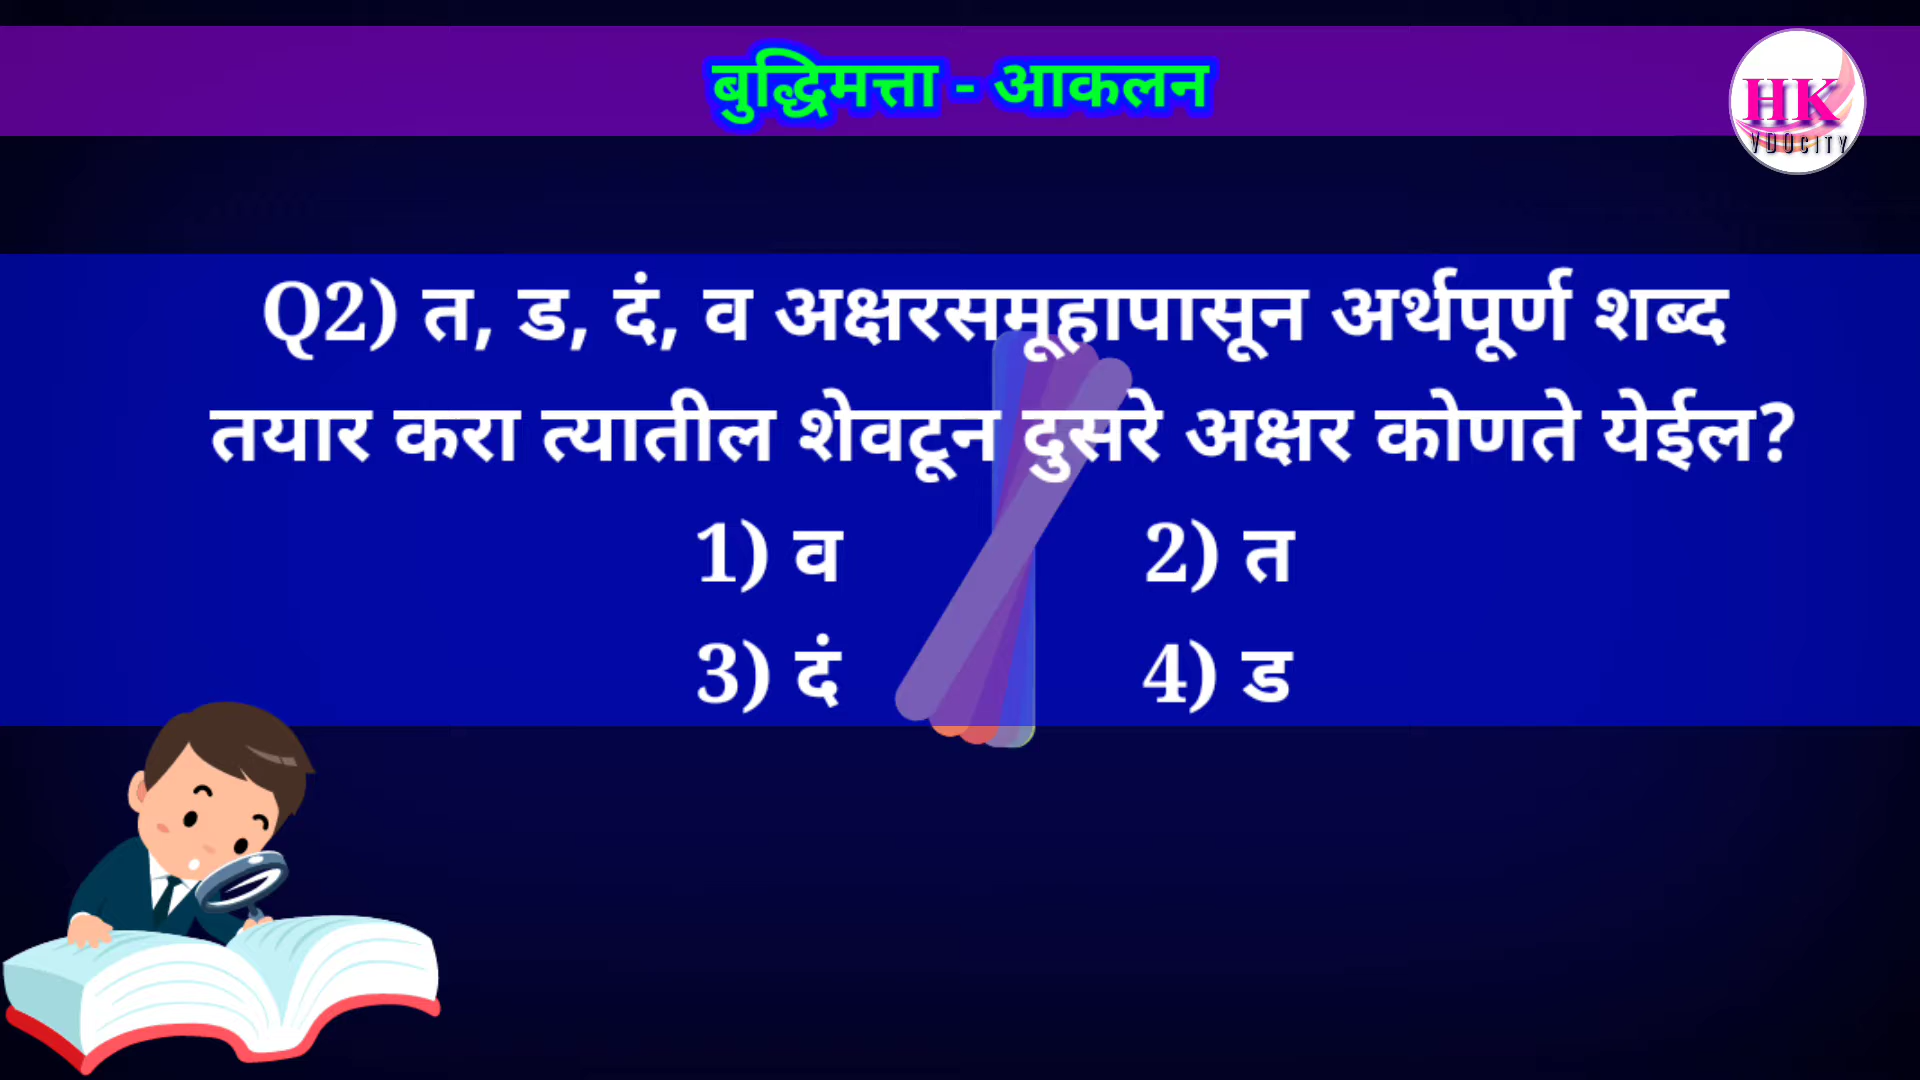 बुद्धिमत्ता - आकलन
HK
VDOCITY
Q2) त, ड, दं, व अक्षरसमूहापासून अर्थपूर्ण शब्द
तयार करा त्यातील शेवटून दुसरे अक्षर कोणते येईल?
1) व 2) त
3) दं 4) ड